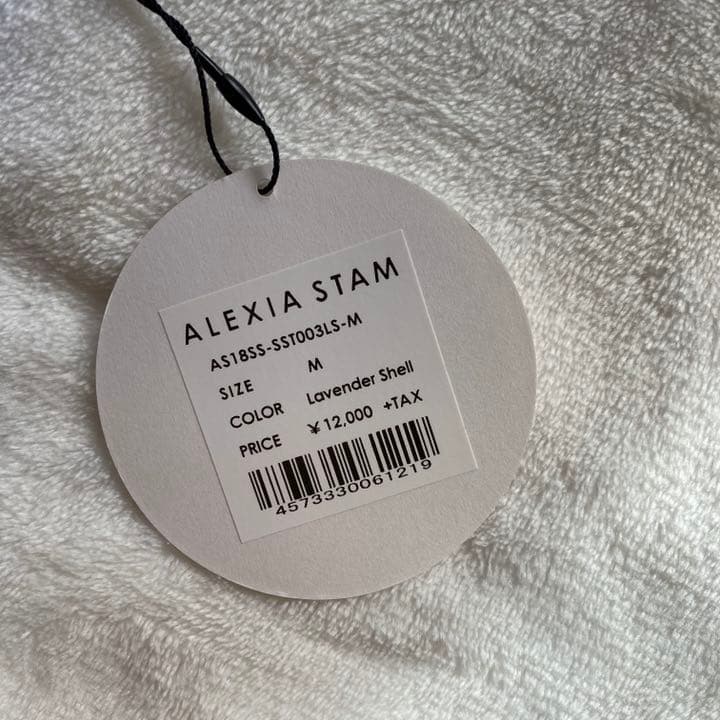 ALEXIA STAM
AS18SS-SST003LS-M
SIZE M
COLOR Lavender Shell
PRICE ¥12,000 +TAX
4573330061219